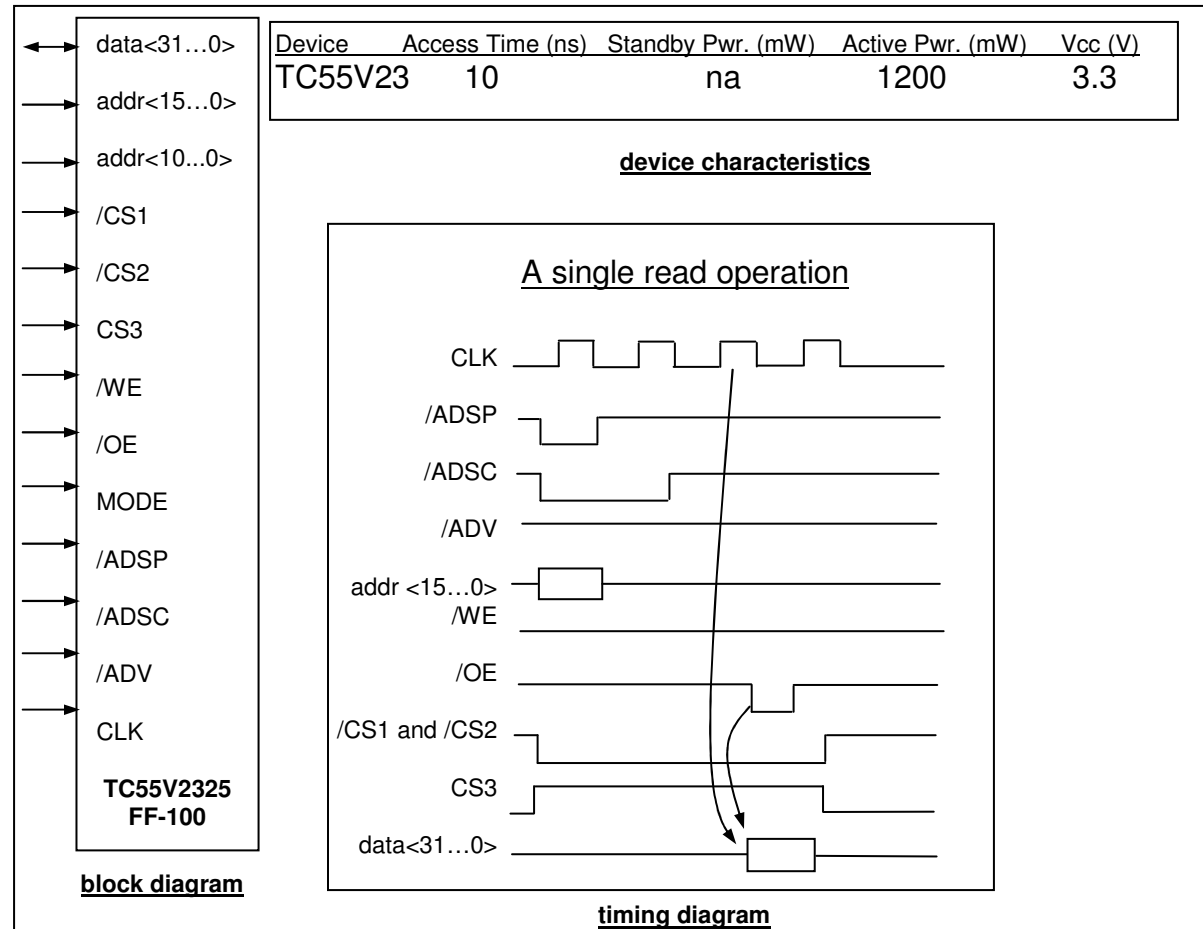 data<31…0>
addr<15…0>
addr<10...0>
/CS1
/CS2
CS3
/WE
/OE
MODE
/ADSP
/ADSC
/ADV
CLK
TC55V2325
FF-100
block diagram
Device Access Time (ns) Standby Pwr. (mW) Active Pwr. (mW) Vcc (V)
TC55V23 10 na 1200 3.3
device characteristics
A single read operation
CLK
/ADSP
/ADSC
/ADV
addr <15…0>
/WE
/OE
/CS1 and /CS2
CS3
data<31…0>
timing diagram